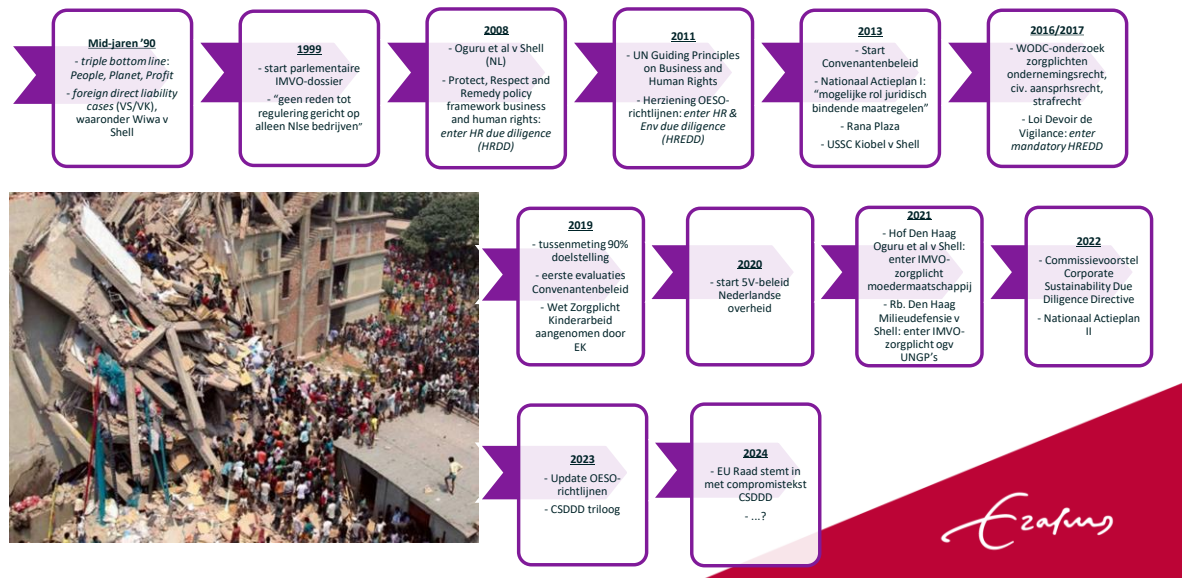 Mid-jaren '90
- triple bottom line:
People, Planet, Profit
- foreign direct liability
cases (VS/VK),
waaronder Wiwa v
Shell
1999
- start parlementaire
IMVO-dossier
- “geen reden tot
regulering gericht op
alleen Nlse bedrijven”
2008
- Oguru et al v Shell
(NL)
- Protect, Respect and
Remedy policy
framework business
and human rights:
enter HR due diligence
(HRDD)
2011
- UN Guiding Principles
on Business and
Human Rights
- Herziening OESO-
richtlijnen: enter HR &
Env due diligence
(HREDD)
2013
- Start
Convenantenbeleid
- Nationaal Actieplan I:
“mogelijke rol juridisch
bindende maatregelen”
- Rana Plaza
- USSC Kiobel v Shell
2016/2017
- WODC-onderzoek
zorgplichten
ondernemingsrecht,
civ. aansprhsrecht,
strafrecht
- Loi Devoir de
Vigilance: enter
mandatory HREDD
2019
- tussenmeting 90%
doelstelling
- eerste evaluaties
Convenantenbeleid
- Wet Zorgplicht
Kinderarbeid
aangenomen door
EK
2020
- start 5V-beleid
Nederlandse
overheid
2021
- Hof Den Haag
Oguru et al v Shell:
enter IMVO-
zorgplicht
moedermaatschappij
- Rb. Den Haag
Milieudefensie v
Shell: enter IMVO-
zorgplicht ogv
UNGP's
2022
- Commissievoorstel
Corporate
Sustainability Due
Diligence Directive
- Nationaal Actieplan
II
2023
- Update OESO-
richtlijnen
- CSDDD triloog
2024
- EU Raad stemt in
met compromistekst
CSDDD
- ...?
Erasmus